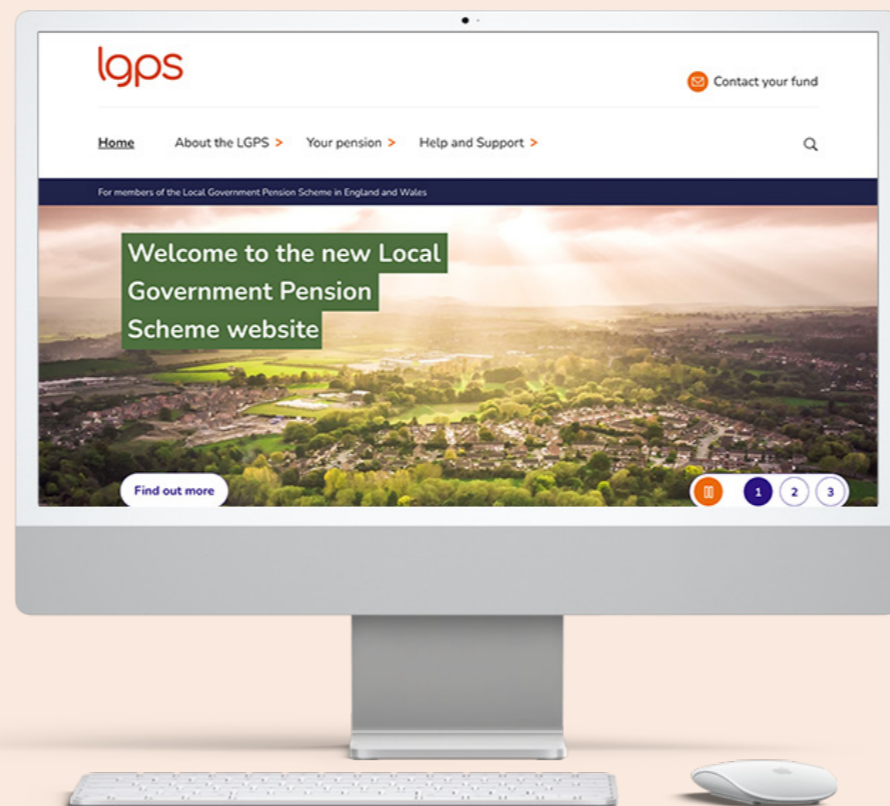 lgps
Contact your fund
Home About the LGPS > Your pension > Help and Support >
For members of the Local Government Pension Scheme in England and Wales
Welcome to the new Local
Government Pension
Scheme website
Find out more
1 2 3